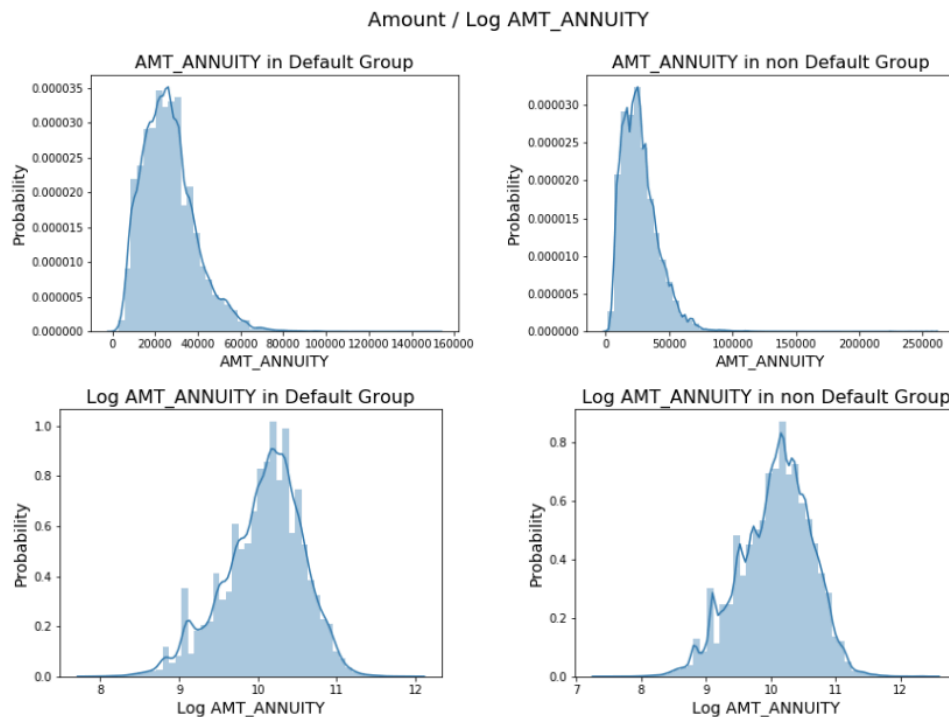 Amount / Log AMT_ANNUITY
AMT_ANNUITY in Default Group
0.000035
0.000030
0.000025
0.000020
0.000015
0.000010
0.000005
0.000000
Probability
0 20000 40000 60000 80000 100000 120000 140000 160000
AMT_ANNUITY
AMT_ANNUITY in non Default Group
0.000030
0.000025
0.000020
0.000015
0.000010
0.000005
0.000000
Probability
0 50000 100000 150000 200000 250000
AMT_ANNUITY
Log AMT_ANNUITY in Default Group
1.0
0.8
0.6
0.4
0.2
0.0
Probability
8 9 10 11 12
Log AMT_ANNUITY
Log AMT_ANNUITY in non Default Group
0.8
0.6
0.4
0.2
0.0
Probability
7 8 9 10 11 12
Log AMT_ANNUITY